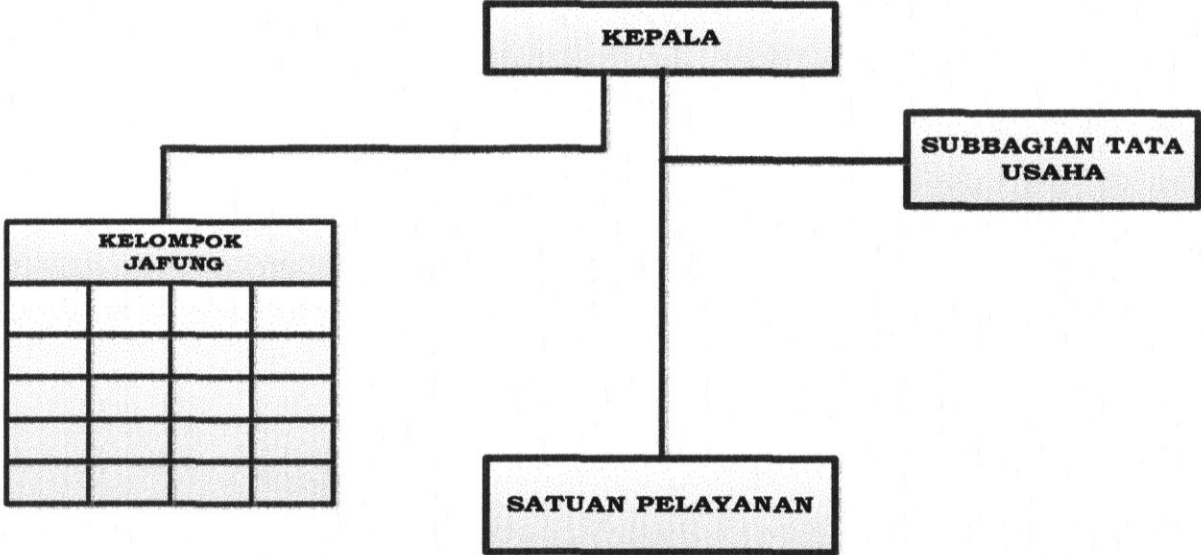 KEPALA
SUBBAGIAN TATA
USAHA
KELOMPOK
JAFUNG
SATUAN PELAYANAN